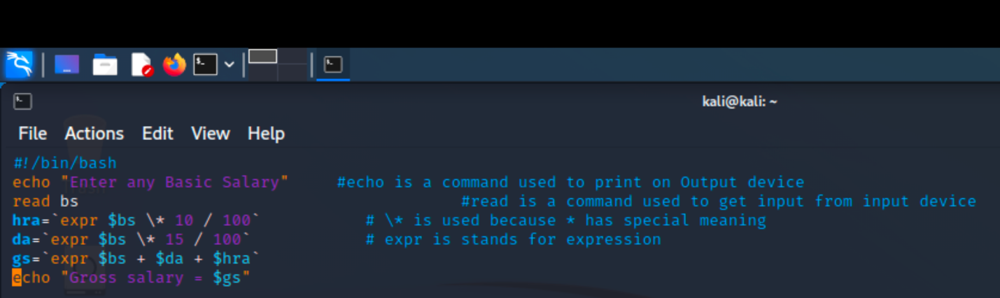 kali@kali: ~
File Actions Edit View Help
#!/bin/bash
echo "Enter any Basic Salary" #echo is a command used to print on Output device
read bs #read is a command used to get input from input device
hra=`expr $bs \* 10 / 100` # \* is used because * has special meaning
da=`expr $bs \* 15 / 100` # expr is stands for expression
gs=`expr $bs + $da + $hra`
echo "Gross salary = $gs"